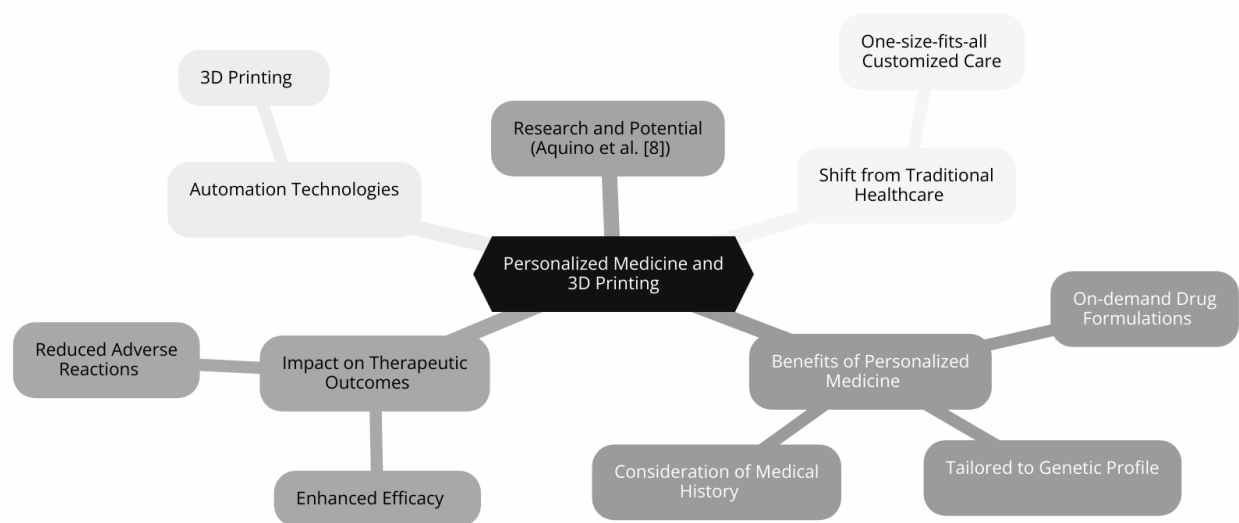 One-size-fits-all
Customized Care
3D Printing
Research and Potential
(Aquino et al. [8])
Automation Technologies
Shift from Traditional
Healthcare
Personalized Medicine and
3D Printing
On-demand Drug
Formulations
Reduced Adverse
Reactions
Impact on Therapeutic
Outcomes
Benefits of Personalized
Medicine
Consideration of Medical
History
Tailored to Genetic Profile
Enhanced Efficacy